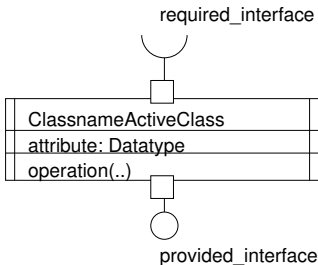 required_interface
ClassnameActiveClass
attribute: Datatype
operation(..)
provided_interface